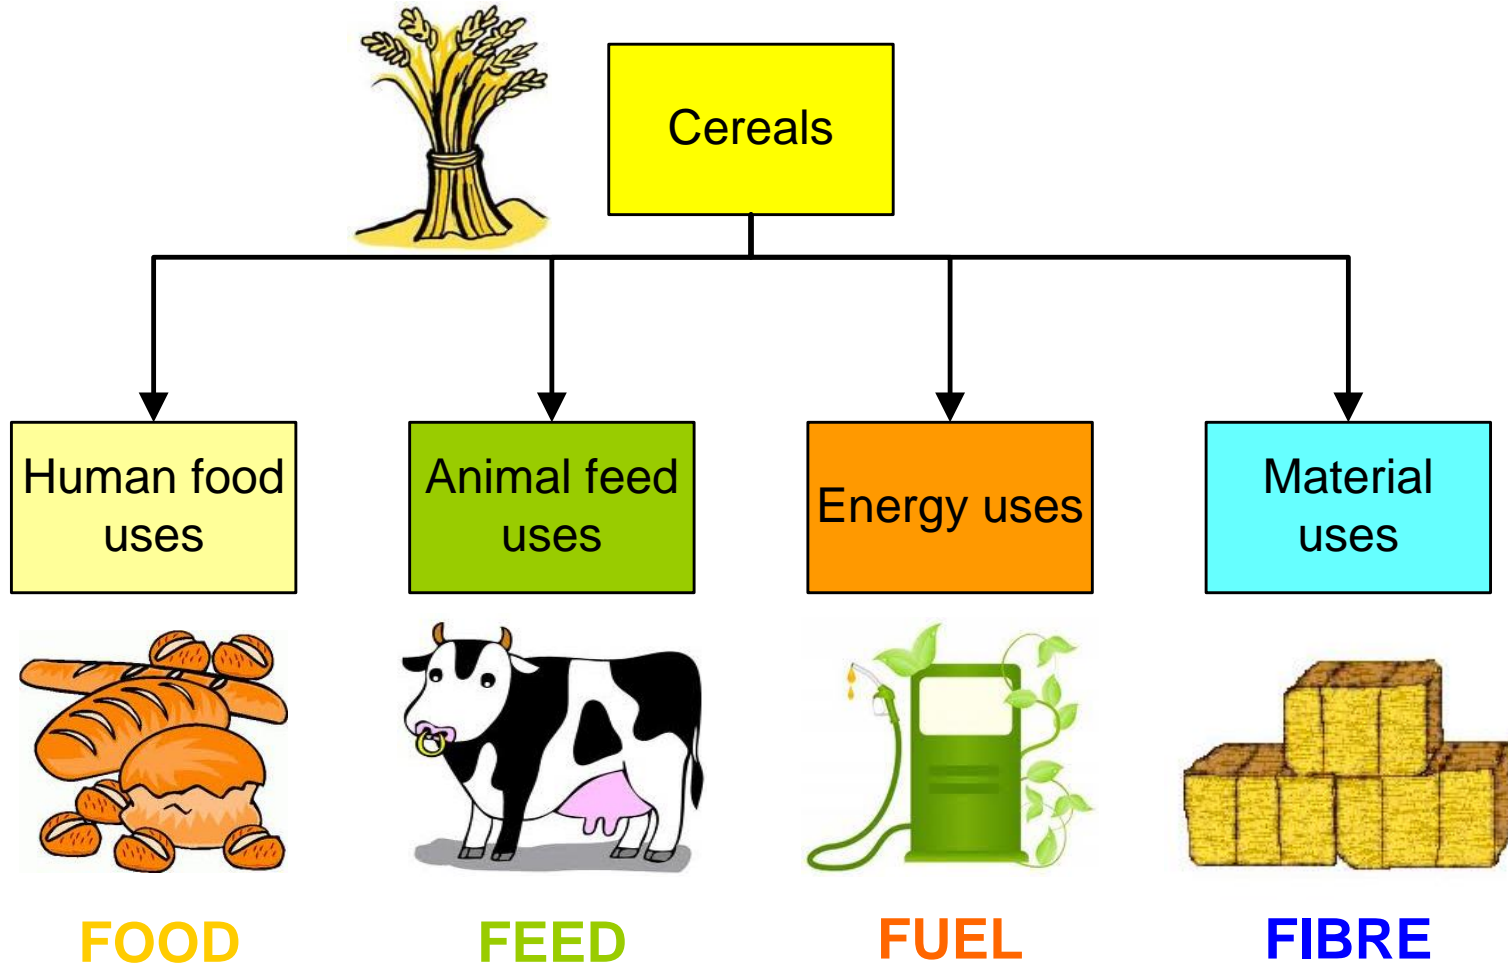 Cereals
Human food
uses
Animal feed
uses
Energy uses
Material
uses
FOOD
FEED
FUEL
FIBRE